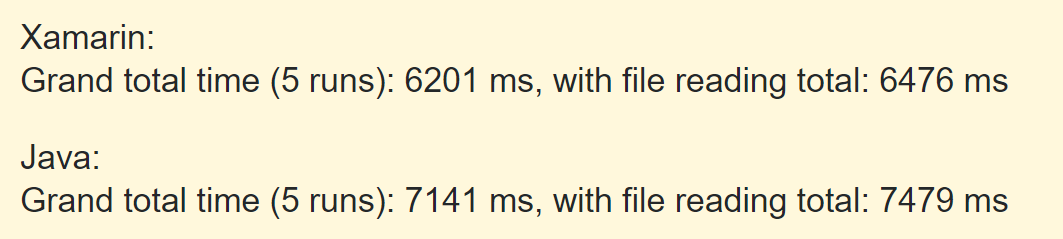 Xamarin:
Grand total time (5 runs): 6201 ms, with file reading total: 6476 ms
Java:
Grand total time (5 runs): 7141 ms, with file reading total: 7479 ms